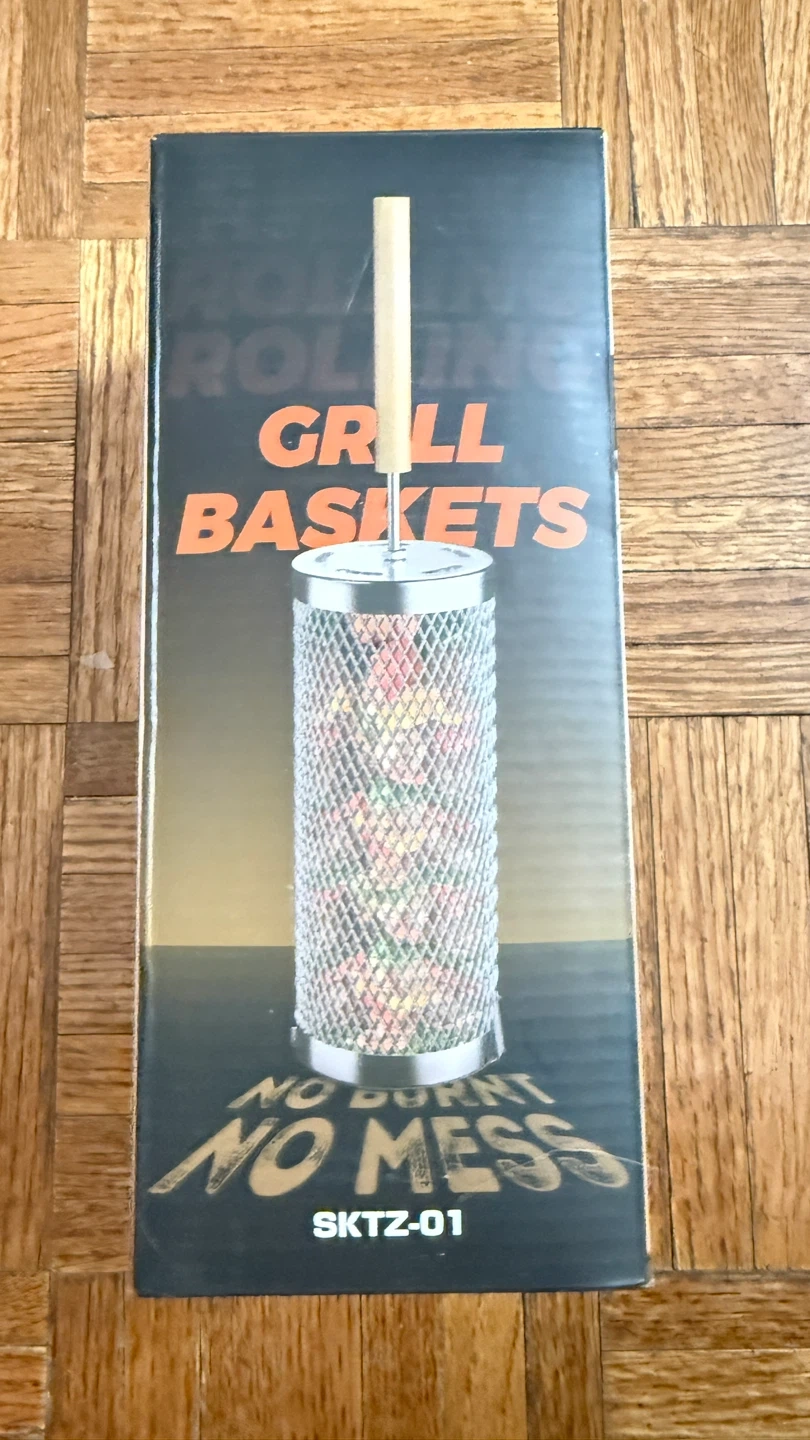 ROLLING
ROLLING
GRILL
BASKETS
NO BURNT
NO MESS
SKTZ-01